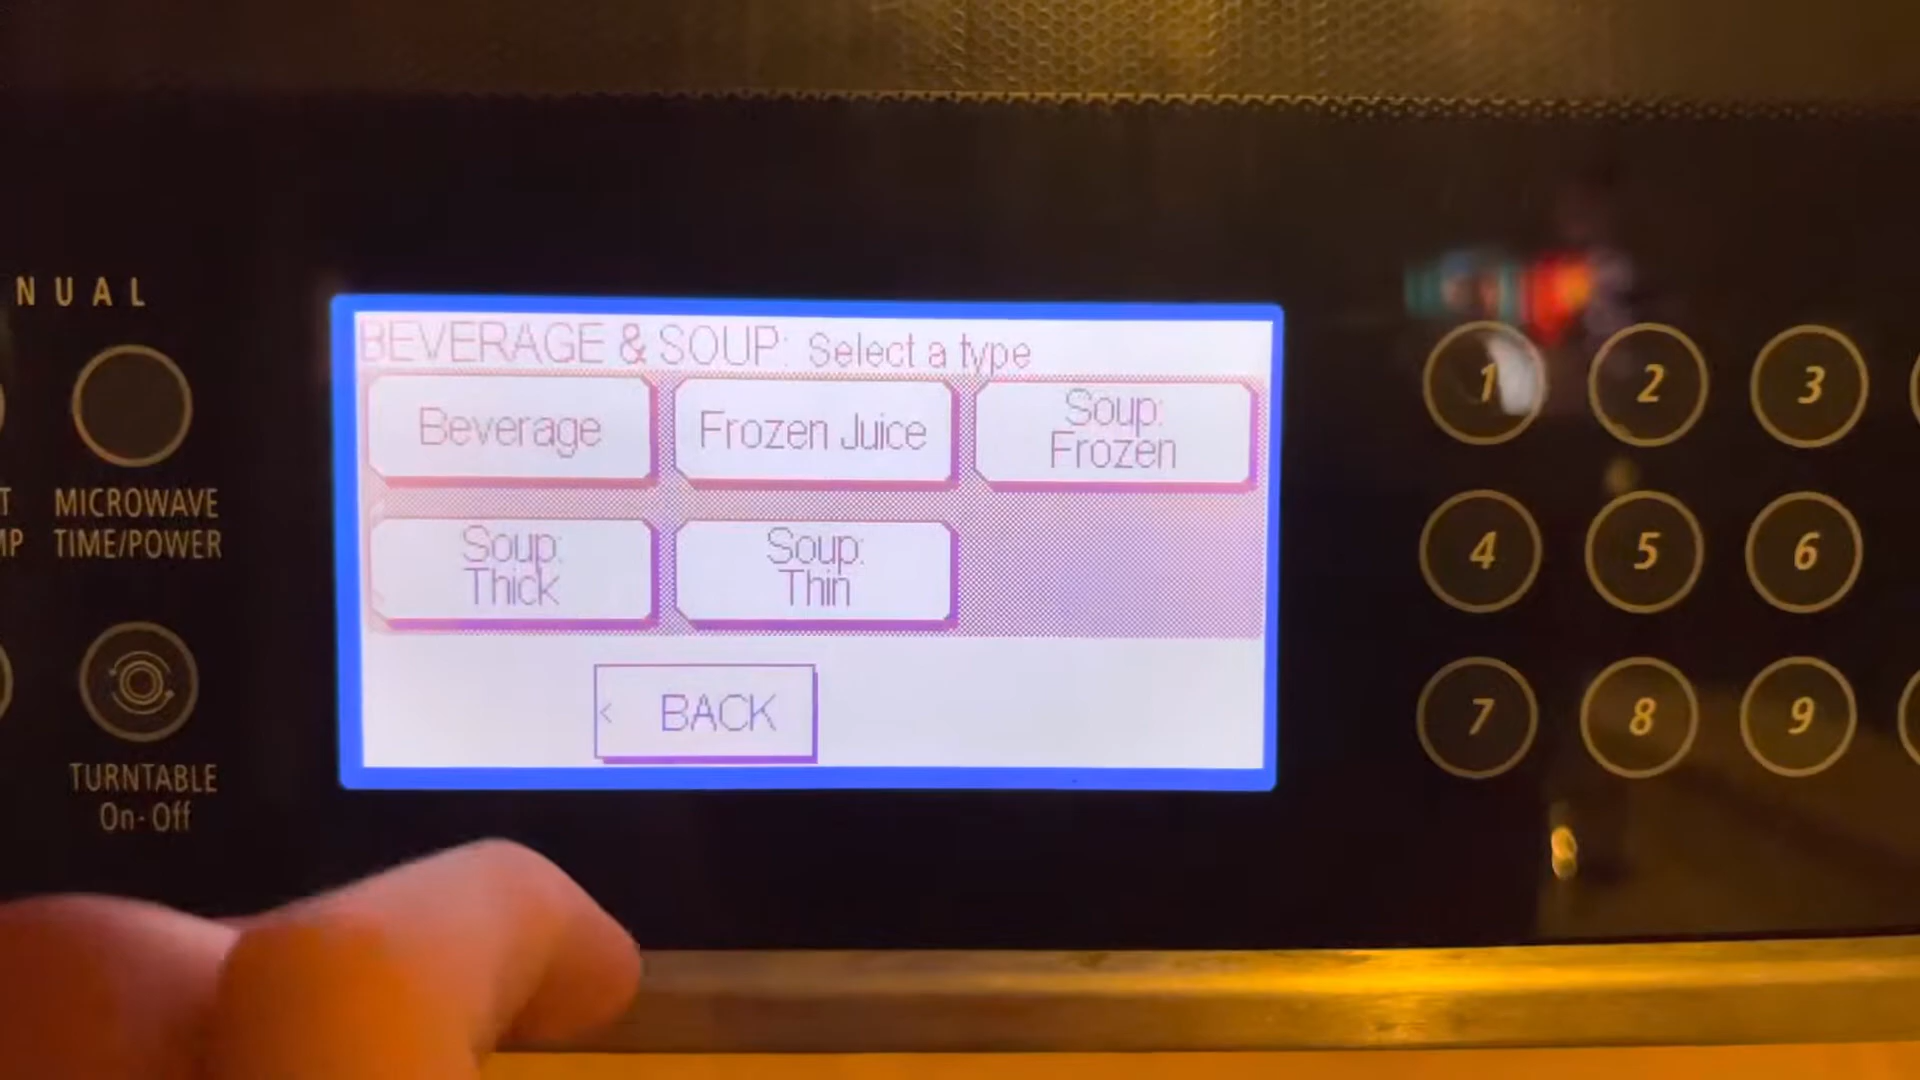 NUAL
BEVERAGE & SOUP: Select a type
Beverage
Frozen Juice
Soup:
Frozen
Soup:
Thick
Soup:
Thin
< BACK
MICROWAVE
TIME/POWER
TURNTABLE
On-Off
1 2 3
4 5 6
7 8 9